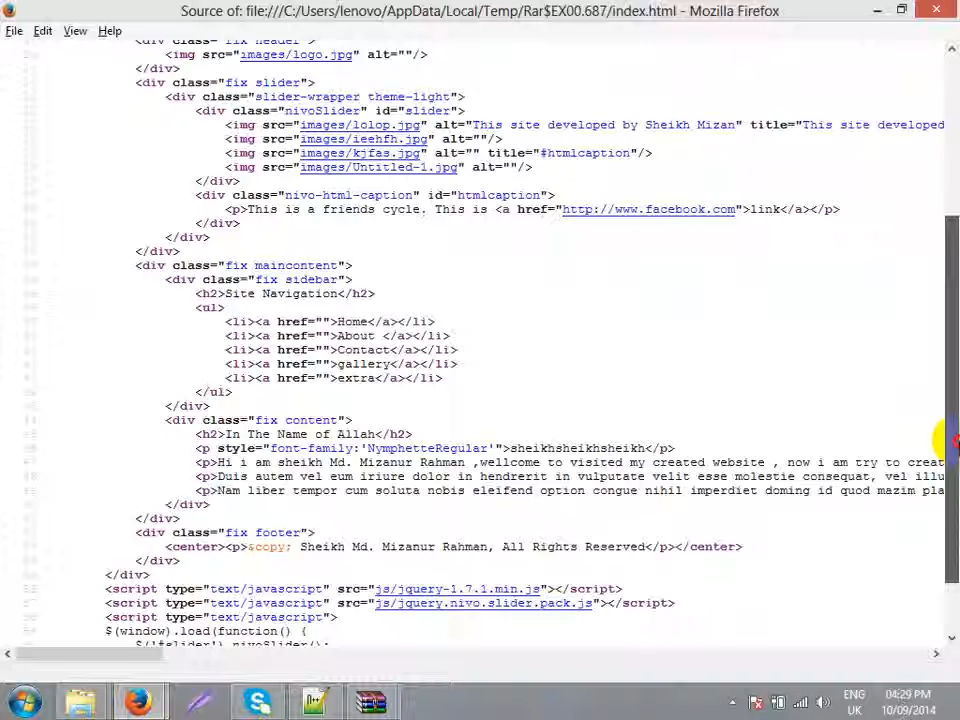 Source of: file:///C:/Users/lenovo/AppData/Local/Temp/Rar$EX00.687/index.html - Mozilla Firefox
File Edit View Help
<div class="fix header">
<img src="images/logo.jpg" alt=""/>
</div>
<div class="fix slider">
<div class="slider-wrapper theme-light">
<div class="nivoSlider" id="slider">
<img src="images/lolop.jpg" alt="This site developed by Sheikh Mizan" title="This site developed
<img src="images/ieehfh.jpg" alt=""/>
<img src="images/kjfas.jpg" alt="" title="#htmlcaption"/>
<img src="images/Untitled-1.jpg" alt=""/>
</div>
<div class="nivo-html-caption" id="htmlcaption">
<p>This is a friends cycle. This is <a href="http://www.facebook.com">link</a></p>
</div>
</div>
</div>
<div class="fix maincontent">
<div class="fix sidebar">
<h2>Site Navigation</h2>
<ul>
<li><a href="">Home</a></li>
<li><a href="">About </a></li>
<li><a href="">Contact</a></li>
<li><a href="">gallery</a></li>
<li><a href="">extra</a></li>
</ul>
</div>
<div class="fix content">
<h2>In The Name of Allah</h2>
<p style="font-family:'NymphetteRegular'">sheikhsheikhsheikh</p>
<p>Hi i am sheikh Md. Mizanur Rahman ,wellcome to visited my created website , now i am try to creat
<p>Duis autem vel eum iriure dolor in hendrerit in vulputate velit esse molestie consequat, vel illu
<p>Nam liber tempor cum soluta nobis eleifend option congue nihil imperdiet doming id quod mazim pla
</div>
</div>
<div class="fix footer">
<center><p>&copy; Sheikh Md. Mizanur Rahman, All Rights Reserved</p></center>
</div>
</div>
<script type="text/javascript" src="js/jquery-1.7.1.min.js"></script>
<script type="text/javascript" src="js/jquery.nivo.slider.pack.js"></script>
<script type="text/javascript">
$(window).load(function() {
$('#slider').nivoSlider();
ENG 04:29 PM
UK 10/09/2014